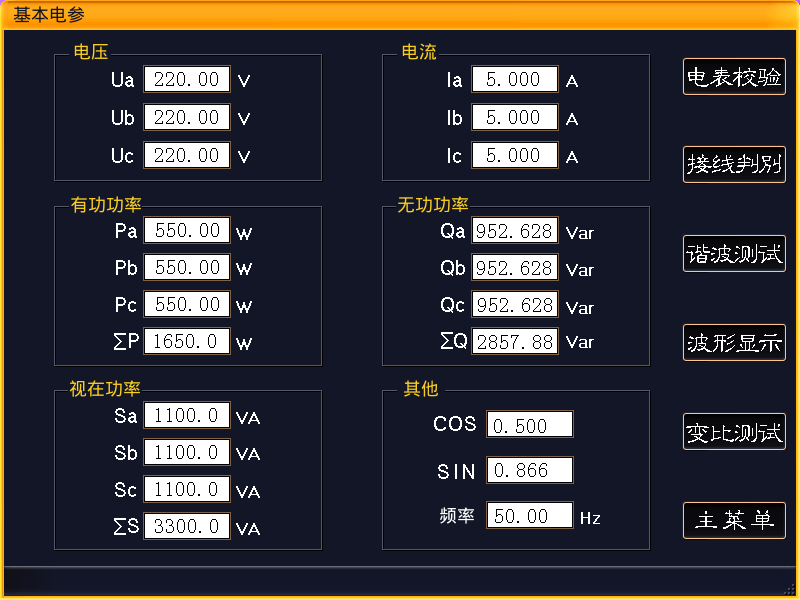 基本电参
电压
Ua 220.00 V
Ub 220.00 V
Uc 220.00 V
电流
Ia 5.000 A
Ib 5.000 A
Ic 5.000 A
有功功率
Pa 550.00 W
Pb 550.00 W
Pc 550.00 W
ΣP 1650.0 W
无功功率
Qa 952.628 Var
Qb 952.628 Var
Qc 952.628 Var
ΣQ 2857.88 Var
视在功率
Sa 1100.0 VA
Sb 1100.0 VA
Sc 1100.0 VA
ΣS 3300.0 VA
其他
COS 0.500
SIN 0.866
频率 50.00 Hz
电表校验
接线判别
谐波测试
波形显示
变比测试
主菜单